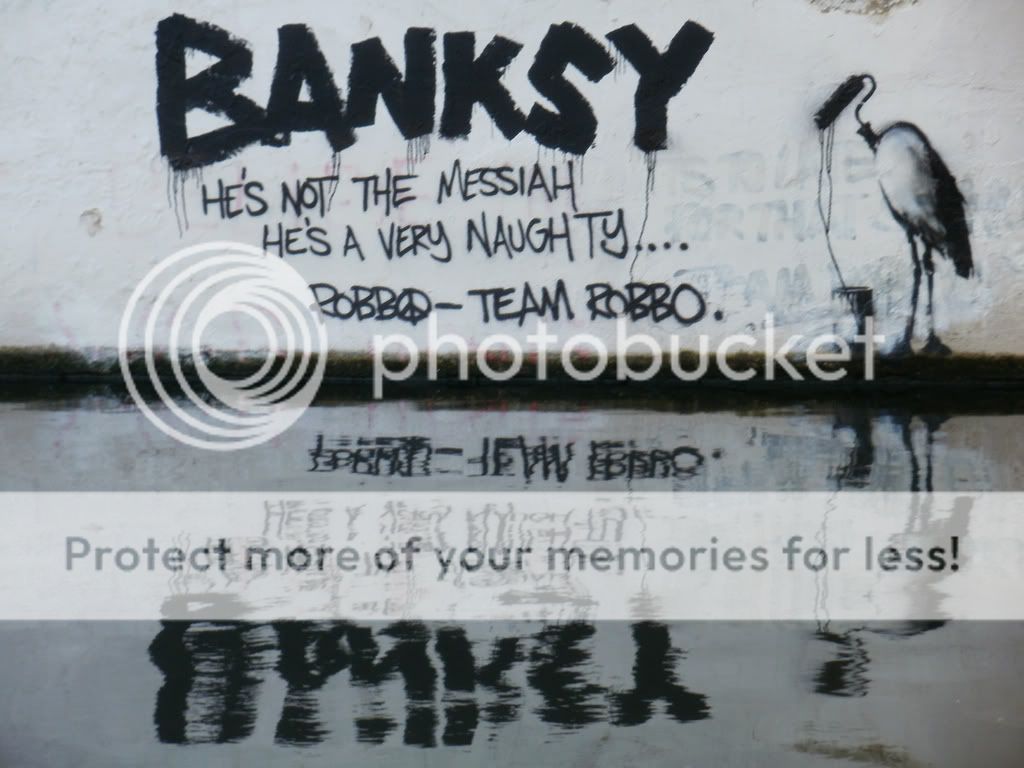 BANKSY
HE'S NOT THE MESSIAH
HE'S A VERY NAUGHTY....
ROBBO - TEAM ROBBO.
photobucket
Protect more of your memories for less!